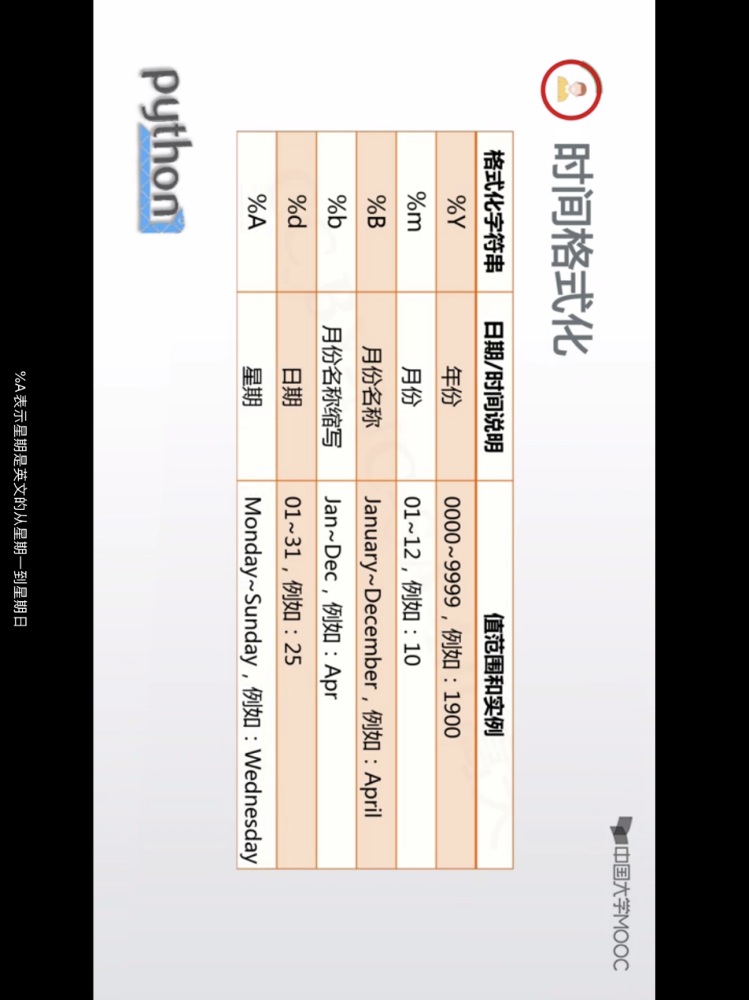 时间格式化
中国大学MOOC
格式化字符串 日期/时间说明 值范围和实例
%Y 年份 0000~9999，例如：1900
%m 月份 01~12，例如：10
%B 月份名称 January~December，例如：April
%b 月份名称缩写 Jan~Dec，例如：Apr
%d 日期 01~31，例如：25
%A 星期 Monday~Sunday，例如：Wednesday
python
%A表示星期是英文的从星期一到星期日